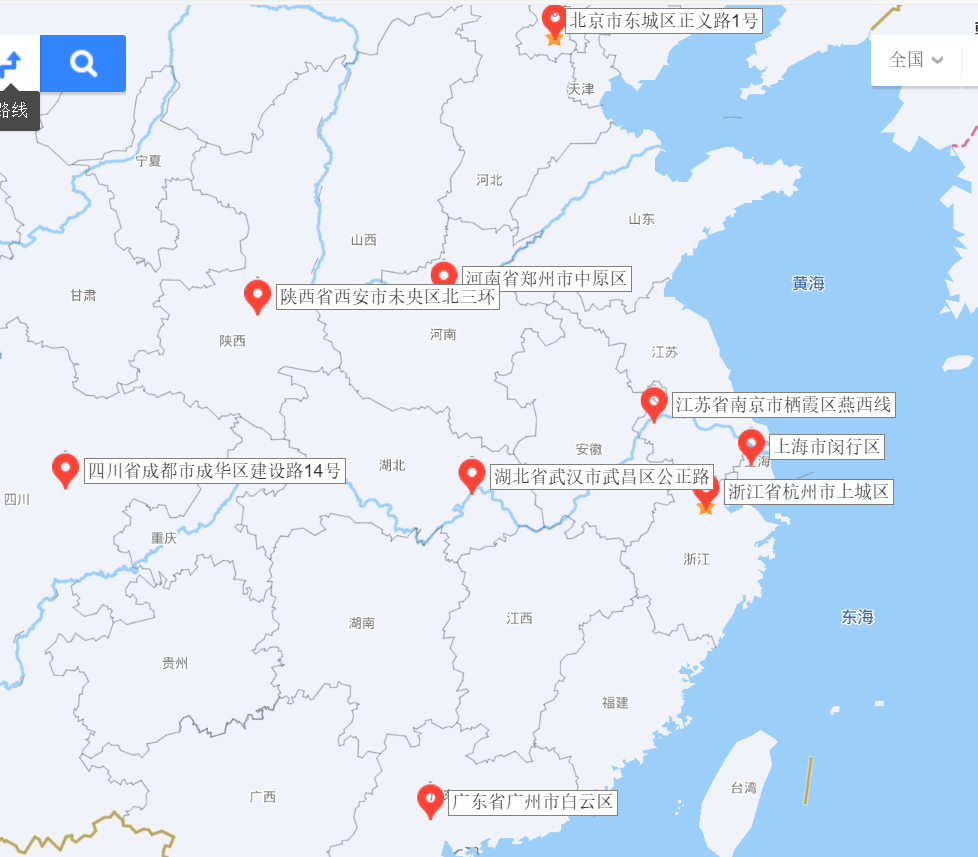 北京市东城区正义路1号
全国
天津
路线
宁夏
河北
山东
山西
河南省郑州市中原区
黄海
甘肃
陕西省西安市未央区北三环
陕西
河南
江苏
江苏省南京市栖霞区燕西线
安徽
上海市闵行区
上海
湖北
四川省成都市成华区建设路14号
湖北省武汉市武昌区公正路
浙江省杭州市上城区
四川
重庆
浙江
东海
江西
湖南
贵州
福建
台湾
广西
广东省广州市白云区